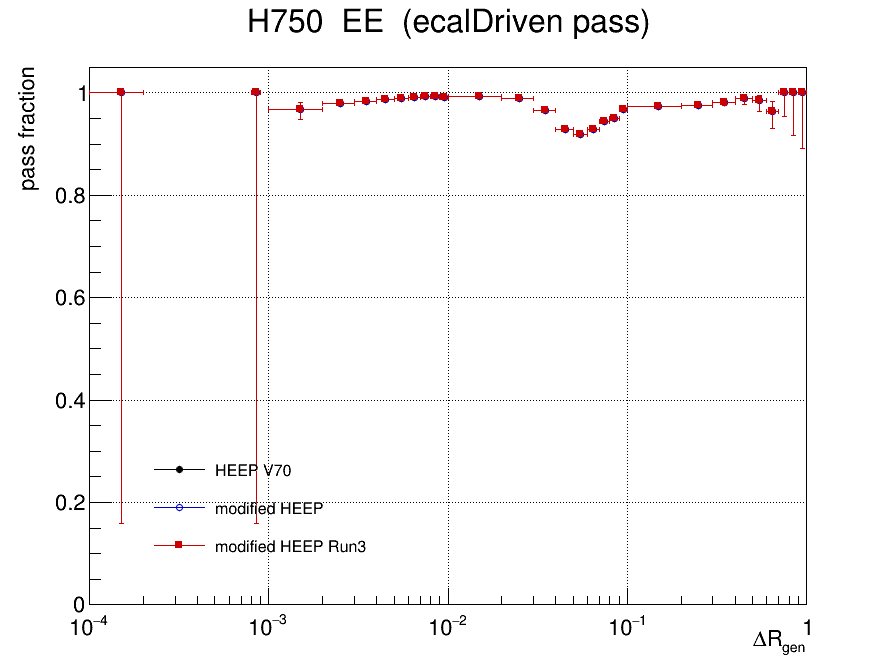 H750 EE (ecalDriven pass)
pass fraction
1
0.8
0.6
0.4
0.2
0
HEEP V70
modified HEEP
modified HEEP Run3
10⁻⁴ 10⁻³ 10⁻² 10⁻¹ 1
ΔR_gen